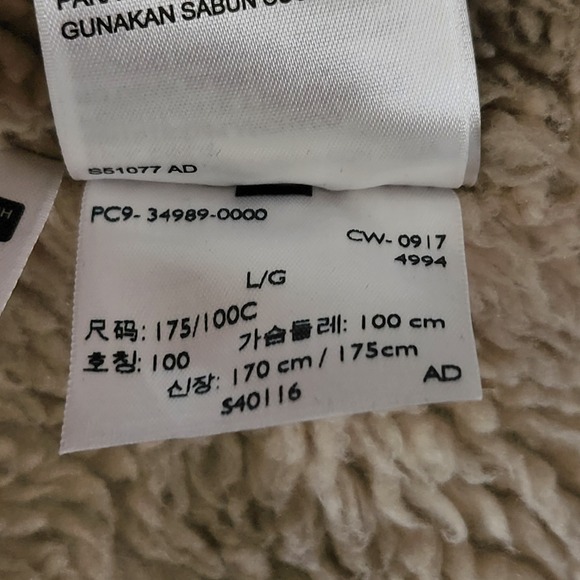 GUNAKAN SABUN
S51077 AD
PC9- 34989-0000
CW- 0917
4994
L/G
尺码: 175/100C
가슴둘레: 100 cm
호칭: 100
신장: 170 cm / 175cm
AD
S40116
H